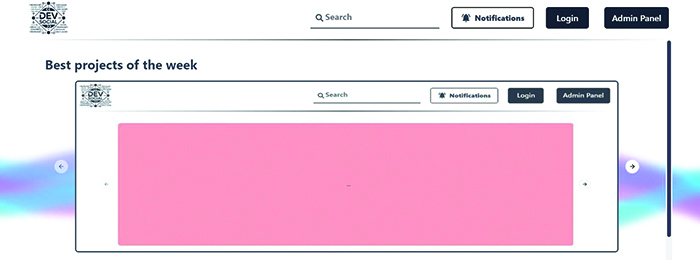 DEV
SOCIAL
Search
Notifications
Login
Admin Panel
Best projects of the week
DEV
SOCIAL
Search
Notifications
Login
Admin Panel